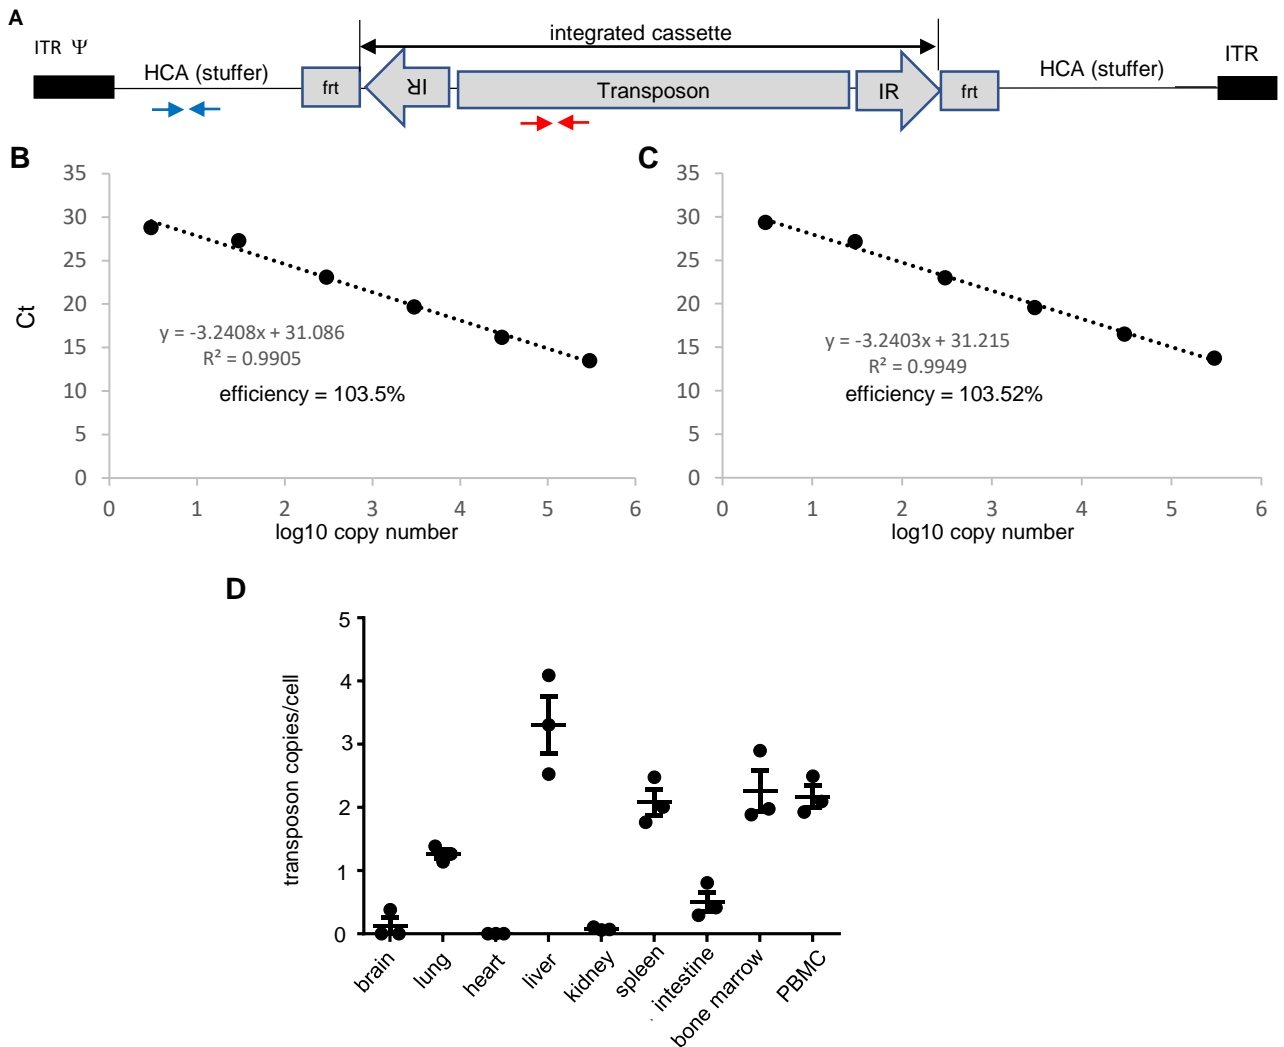 A
integrated cassette
ITR Ψ
ITR
HCA (stuffer)
HCA (stuffer)
frt
IR
Transposon
IR
frt
B
35
30
25
20
15
10
5
0
Ct
y = -3.2408x + 31.086
R² = 0.9905
efficiency = 103.5%
0 1 2 3 4 5 6
log10 copy number
C
35
30
25
20
15
10
5
0
y = -3.2403x + 31.215
R² = 0.9949
efficiency = 103.52%
0 1 2 3 4 5 6
log10 copy number
D
5
4
3
2
1
0
transposon copies/cell
brain
lung
heart
liver
kidney
spleen
intestine
bone marrow
PBMC